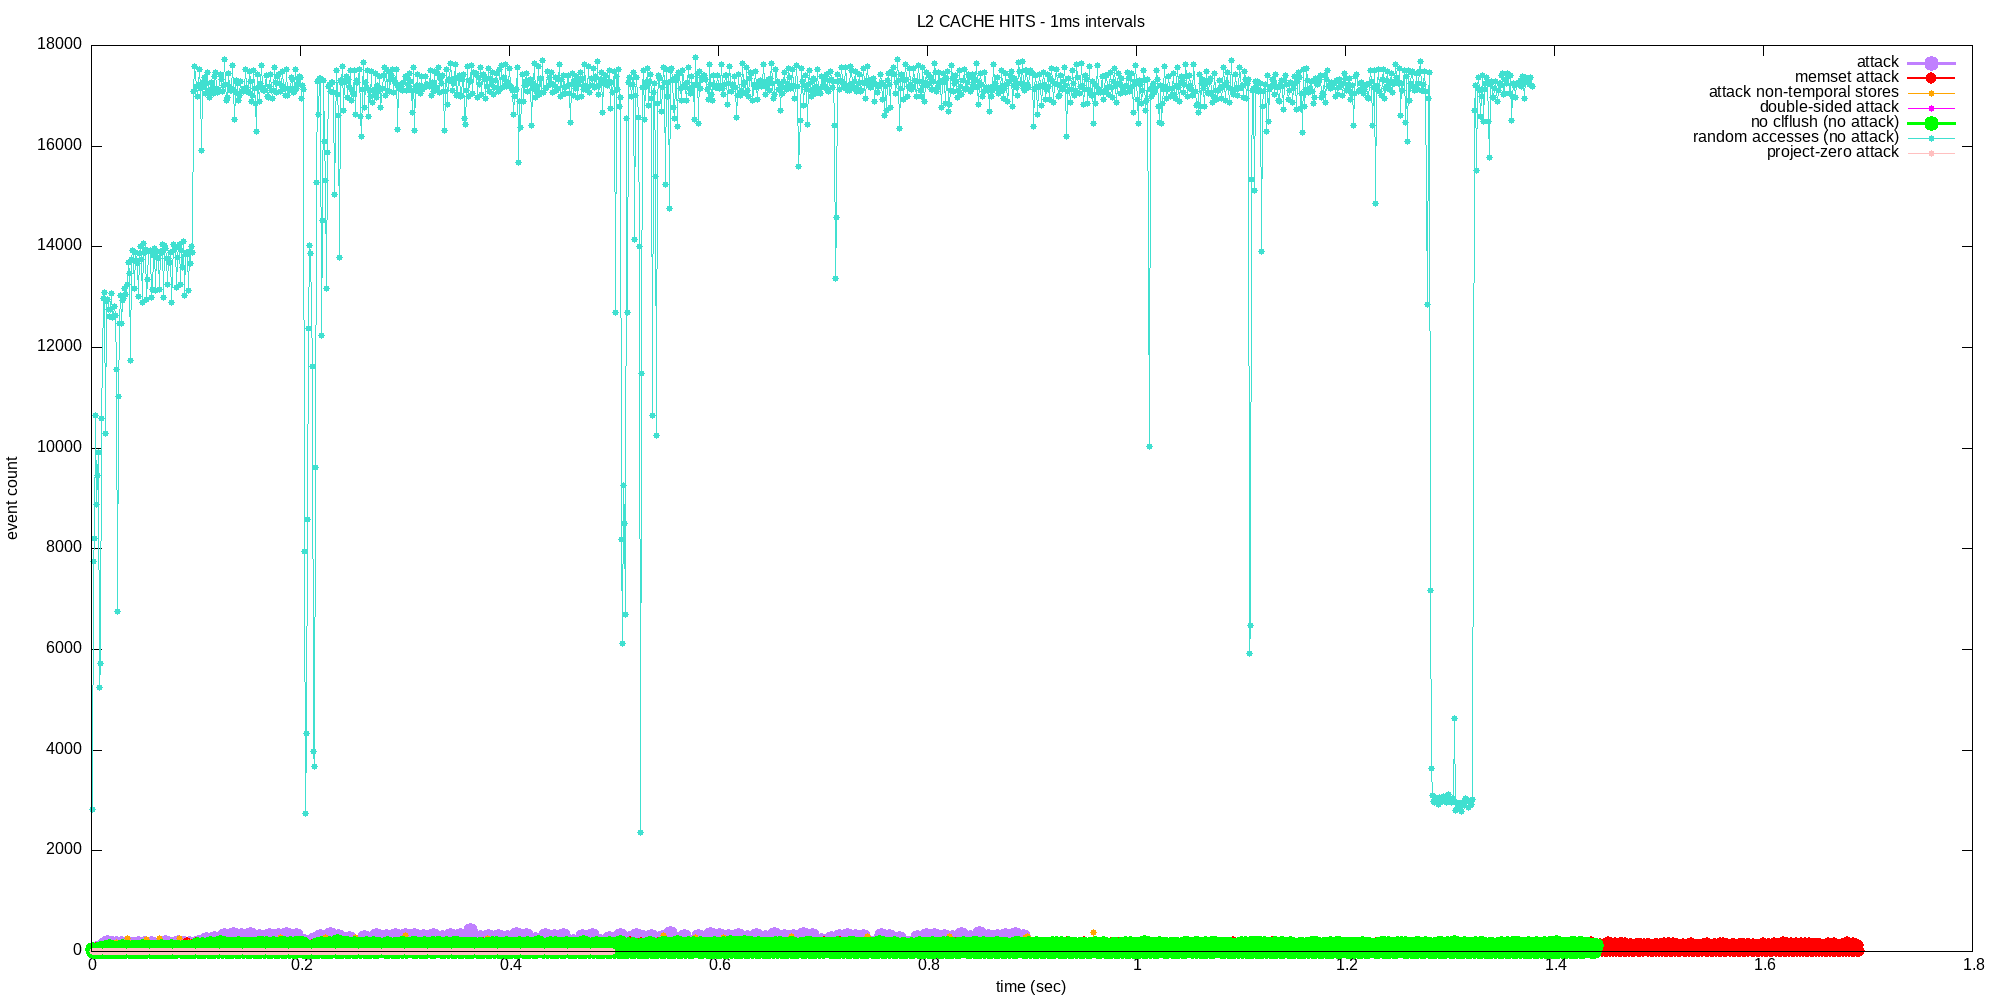 L2 CACHE HITS - 1ms intervals
18000
16000
14000
12000
10000
8000
6000
4000
2000
0
event count
attack
memset attack
attack non-temporal stores
double-sided attack
no clflush (no attack)
random accesses (no attack)
project-zero attack
0 0.2 0.4 0.6 0.8 1 1.2 1.4 1.6 1.8
time (sec)